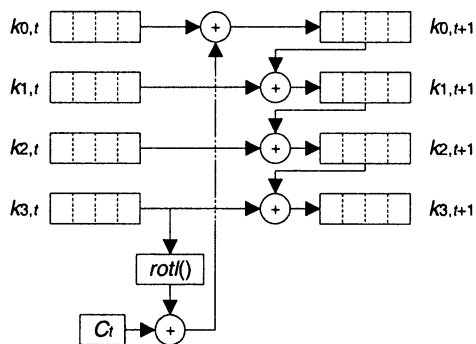 k0,t + k0,t+1
k1,t + k1,t+1
k2,t + k2,t+1
k3,t + k3,t+1
rotl()
Ct +